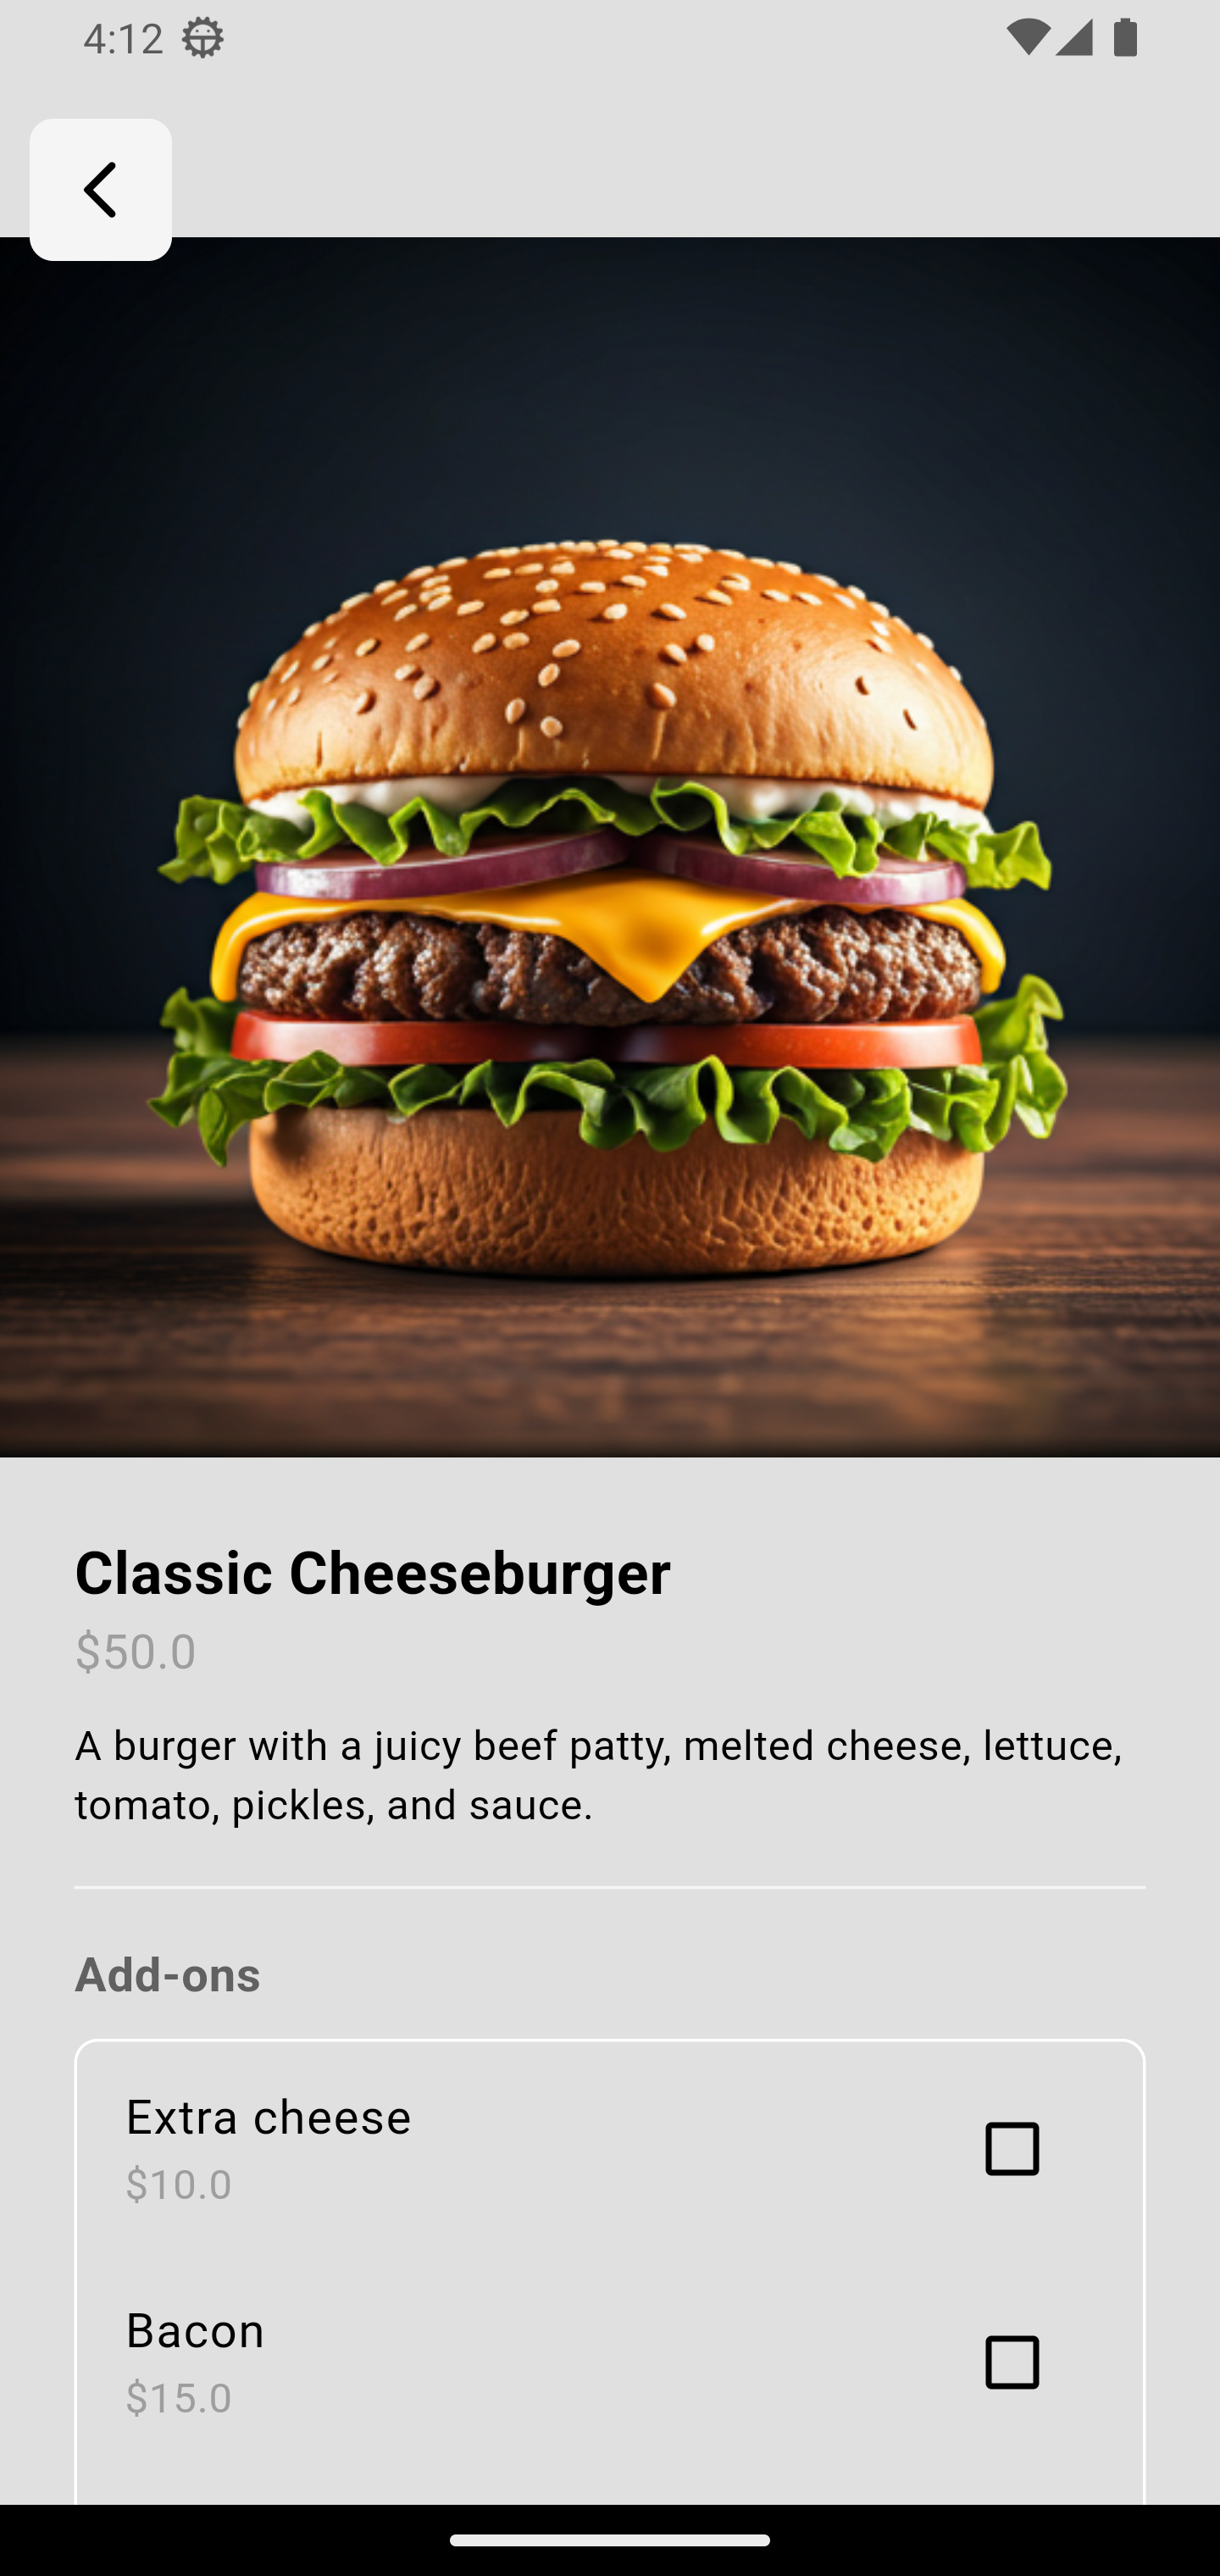 4:12
Classic Cheeseburger
$50.0
A burger with a juicy beef patty, melted cheese, lettuce,
tomato, pickles, and sauce.
Add-ons
Extra cheese
$10.0
Bacon
$15.0